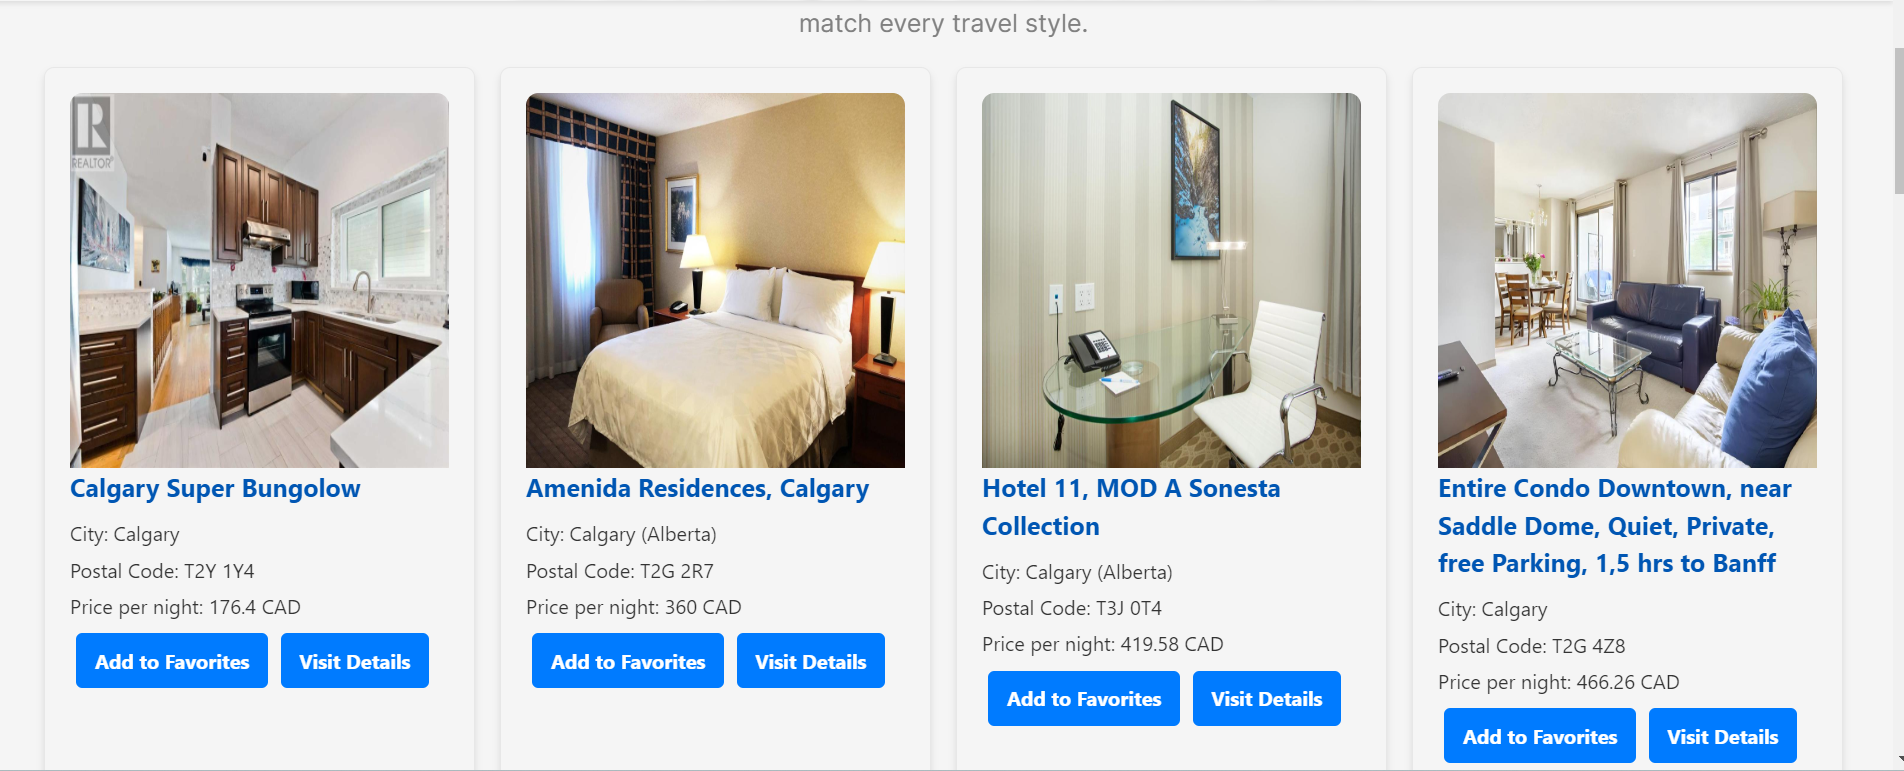 match every travel style.
R
REALTOR®
Calgary Super Bungolow
City: Calgary
Postal Code: T2Y 1Y4
Price per night: 176.4 CAD
Add to Favorites
Visit Details
Amenida Residences, Calgary
City: Calgary (Alberta)
Postal Code: T2G 2R7
Price per night: 360 CAD
Add to Favorites
Visit Details
Hotel 11, MOD A Sonesta
Collection
City: Calgary (Alberta)
Postal Code: T3J 0T4
Price per night: 419.58 CAD
Add to Favorites
Visit Details
Entire Condo Downtown, near
Saddle Dome, Quiet, Private,
free Parking, 1,5 hrs to Banff
City: Calgary
Postal Code: T2G 4Z8
Price per night: 466.26 CAD
Add to Favorites
Visit Details